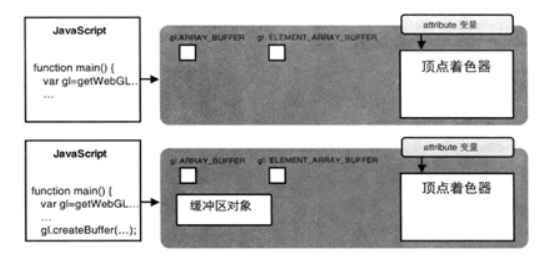 JavaScript
function main() {
var gl=getWebGL...
...
gl.ARRAY_BUFFER
gl.ELEMENT_ARRAY_BUFFER
attribute 变量
顶点着色器
JavaScript
function main() {
var gl=getWebGL...
...
gl.createBuffer(...);
gl.ARRAY_BUFFER
gl.ELEMENT_ARRAY_BUFFER
缓冲区对象
attribute 变量
顶点着色器